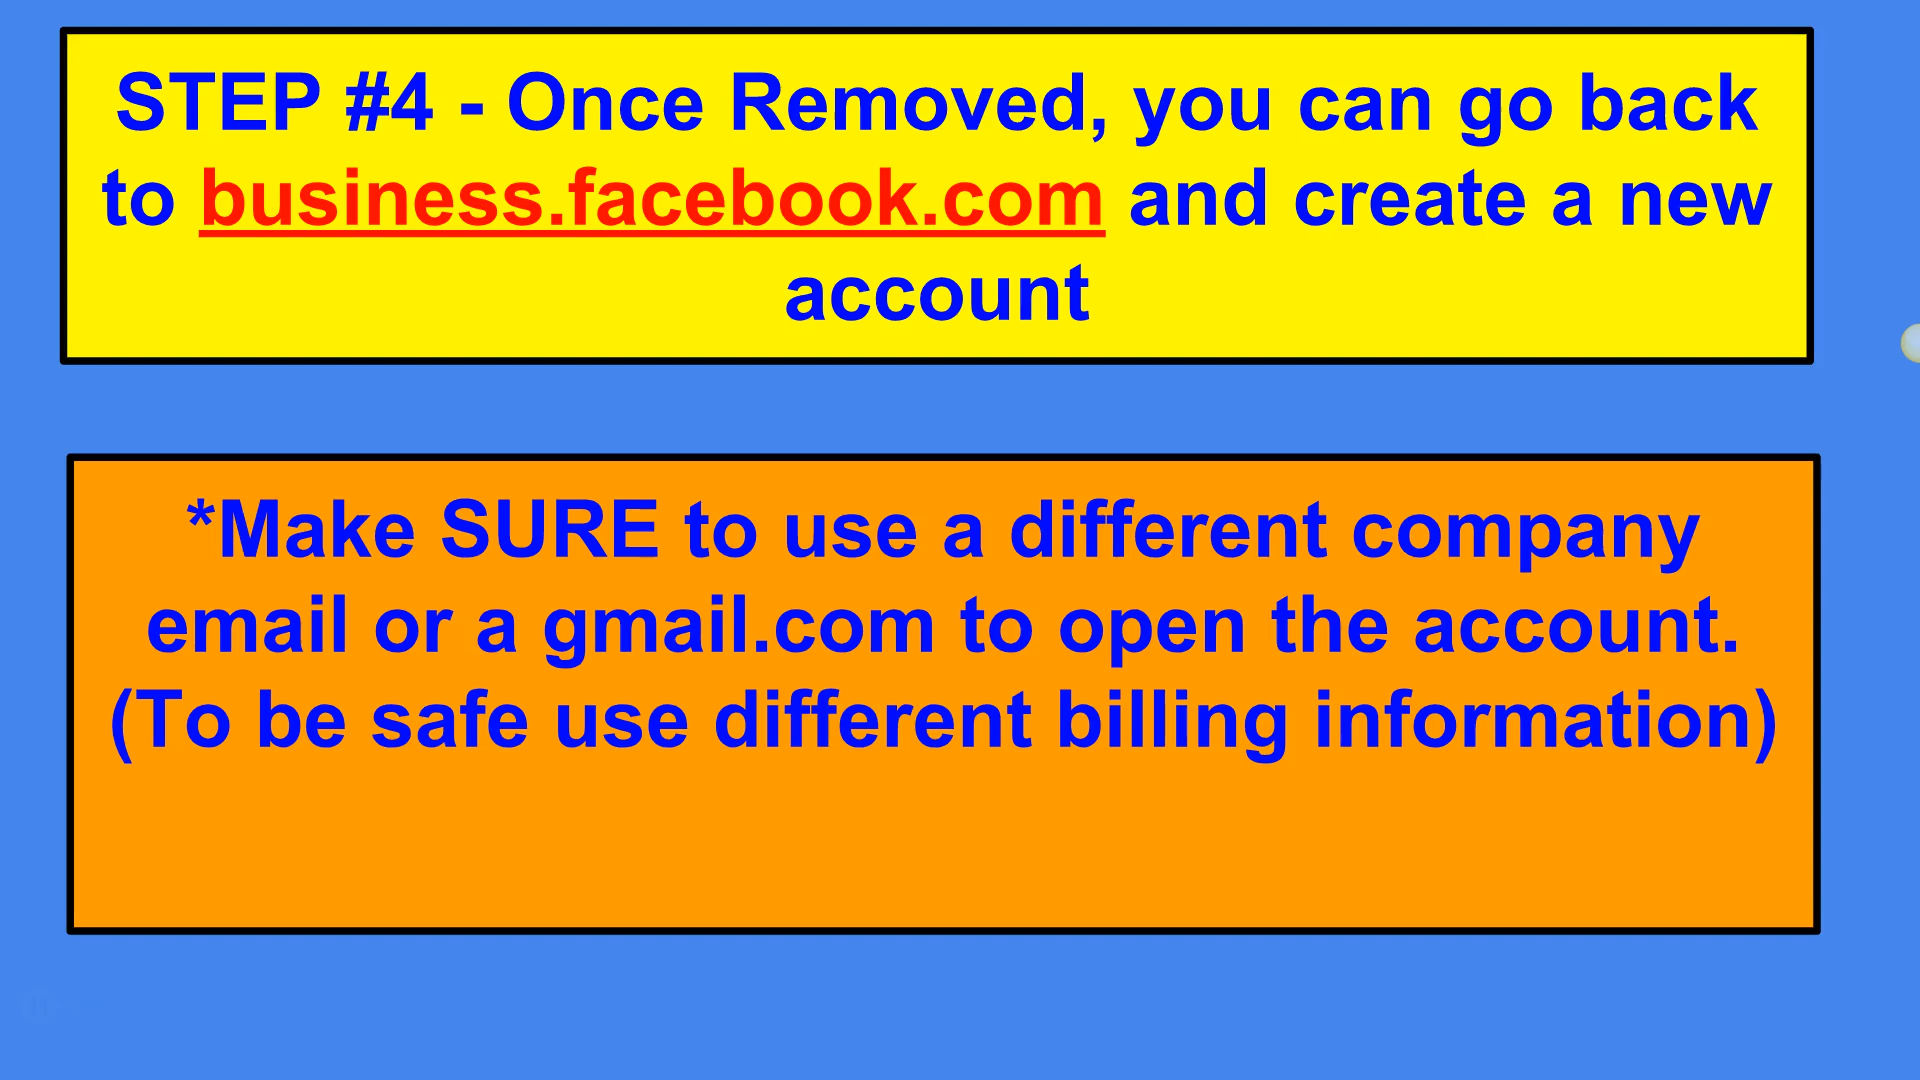 STEP #4 - Once Removed, you can go back
to business.facebook.com and create a new
account
*Make SURE to use a different company
email or a gmail.com to open the account.
(To be safe use different billing information)